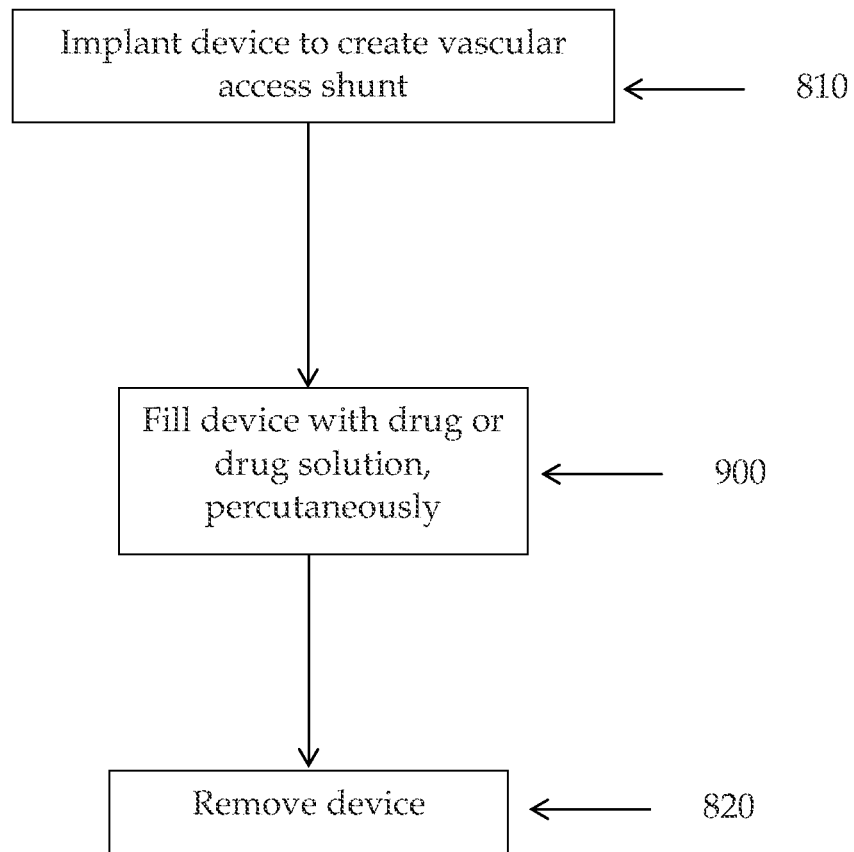 Implant device to create vascular
access shunt
810
Fill device with drug or
drug solution,
percutaneously
900
Remove device
820